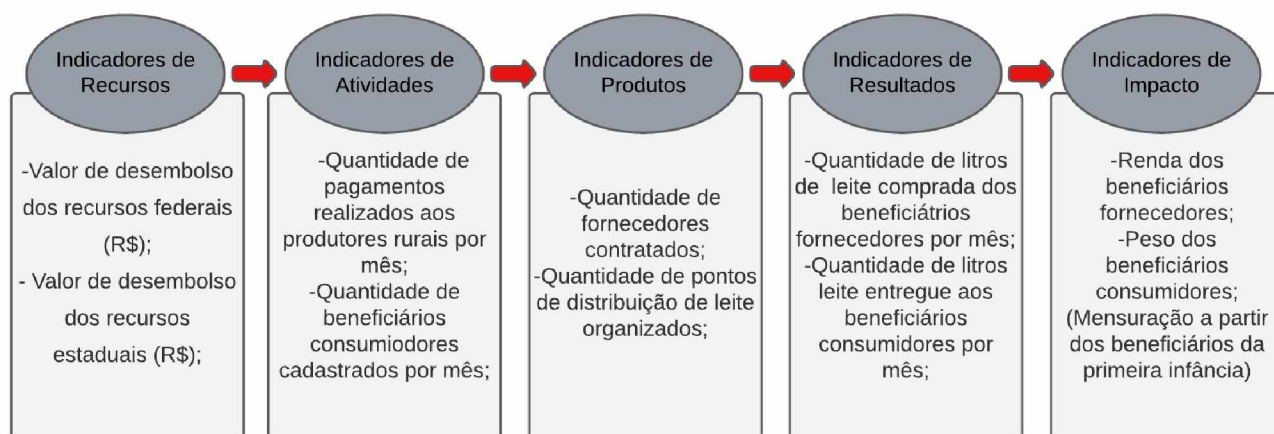 Indicadores de
Recursos
Indicadores de
Atividades
Indicadores de
Produtos
Indicadores de
Resultados
Indicadores de
Impacto
-Valor de desembolso
dos recursos federais
(R$);
- Valor de desembolso
dos recursos
estaduais (R$);
-Quantidade de
pagamentos
realizados aos
produtores rurais por
mês;
-Quantidade de
beneficiários
consumiodores
cadastrados por mês;
-Quantidade de
fornecedores
contratados;
-Quantidade de pontos
de distribuição de leite
organizados;
-Quantidade de litros
de leite comprada dos
beneficiátrios
fornecedores por mês;
-Quantidade de litros
leite entregue aos
beneficiários
consumidores por
mês;
-Renda dos
beneficiários
fornecedores;
-Peso dos
beneficiários
consumidores;
(Mensuração a partir
dos beneficiários da
primeira infância)